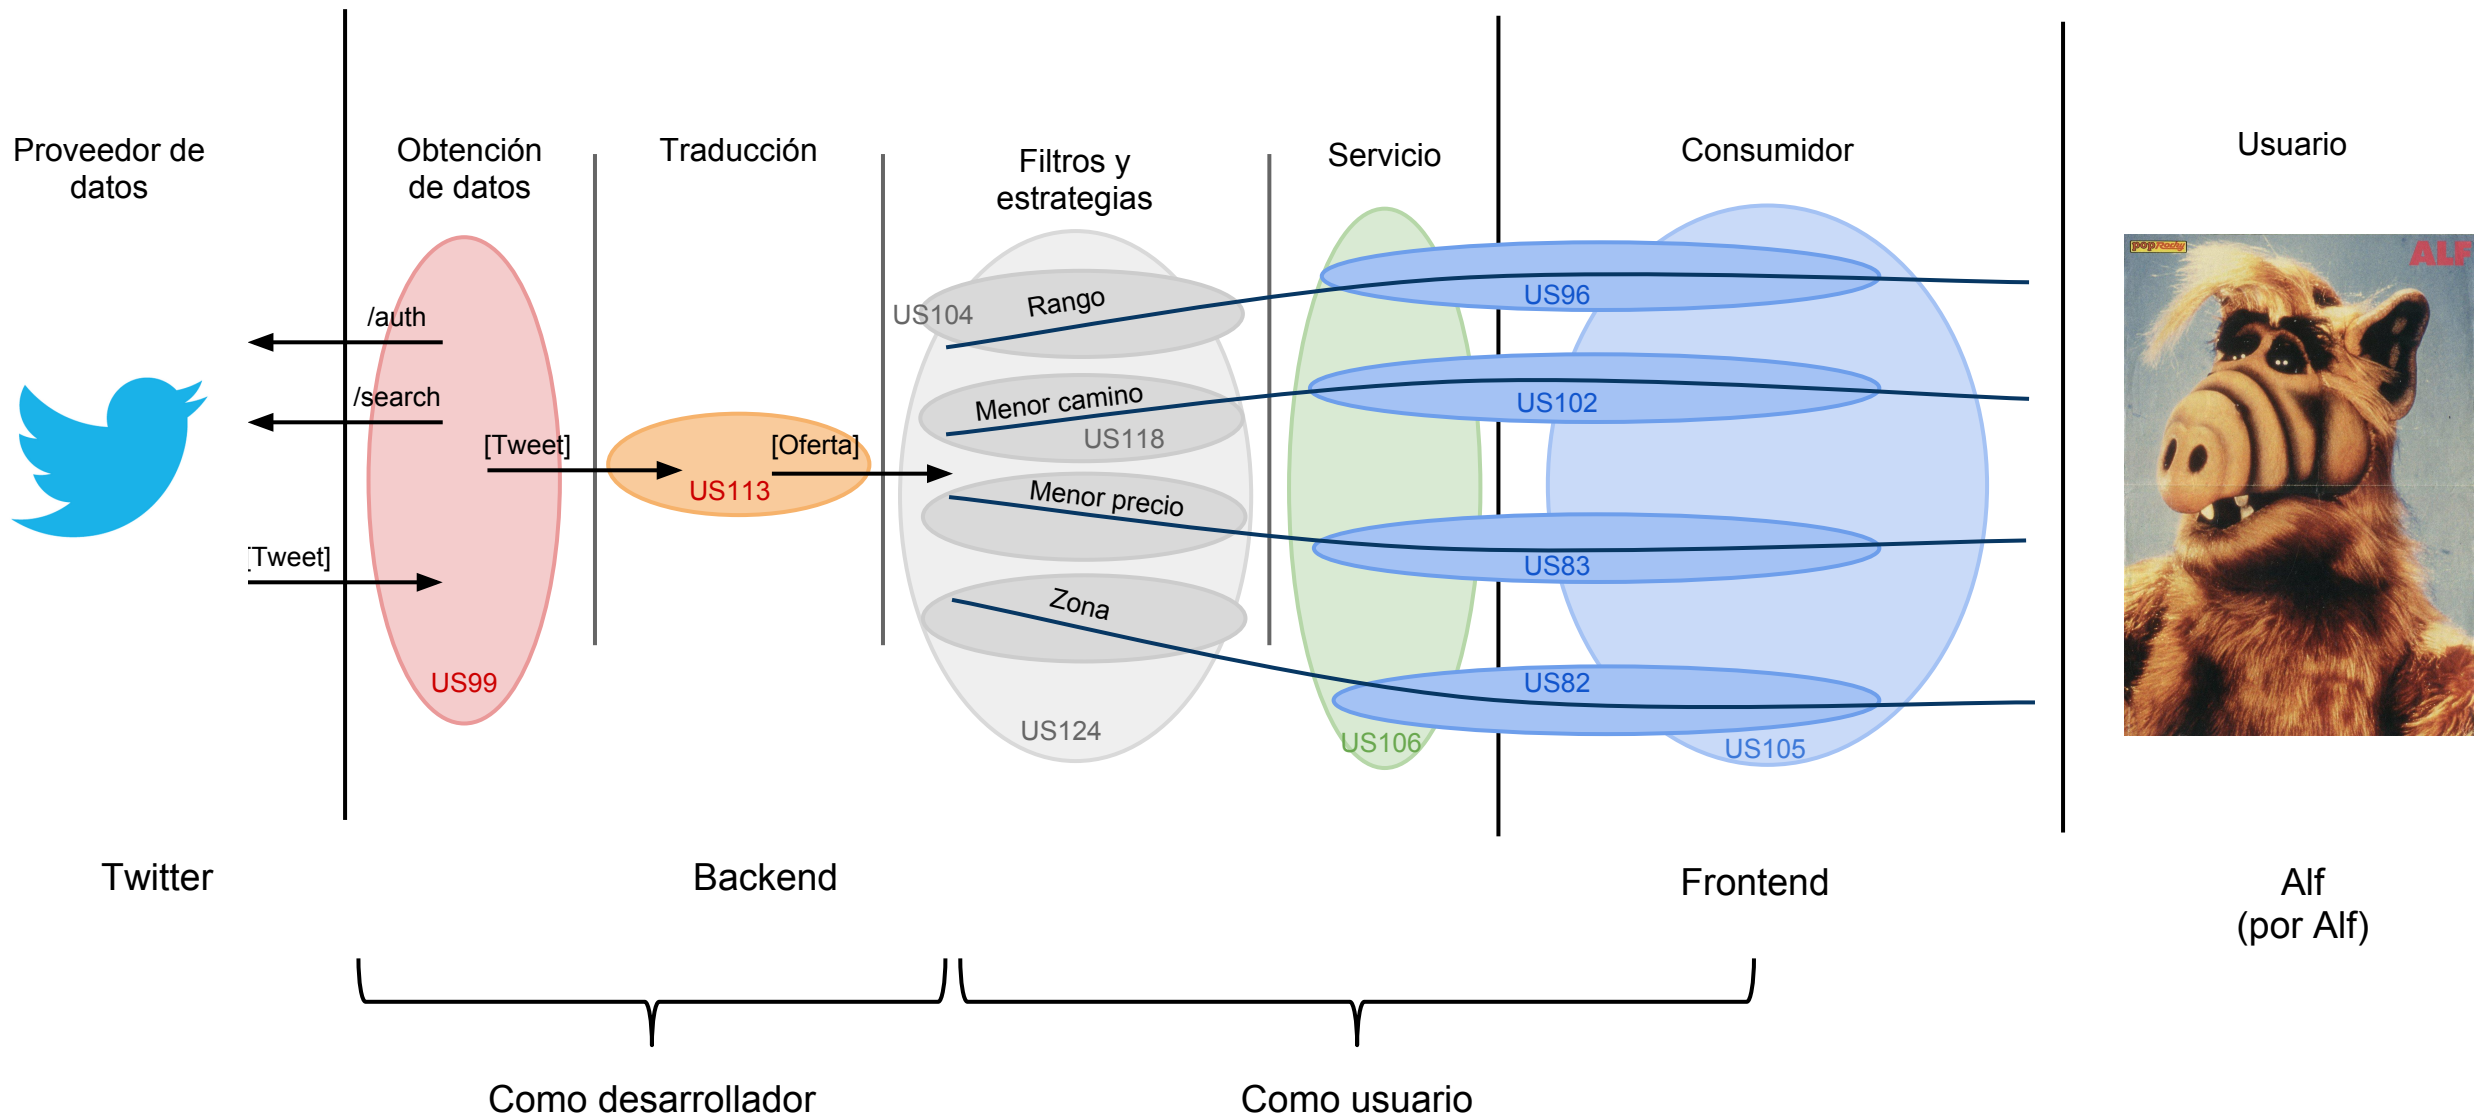 Proveedor de
datos
Obtención
de datos
Traducción
Filtros y
estrategias
Servicio
Consumidor
Usuario
/auth
/search
[Tweet]
[Tweet]
[Oferta]
US99
US113
US104
Rango
Menor camino
US118
Menor precio
Zona
US124
US106
US96
US102
US83
US82
US105
popRocky
ALF
Twitter
Backend
Frontend
Alf
(por Alf)
Como desarrollador
Como usuario